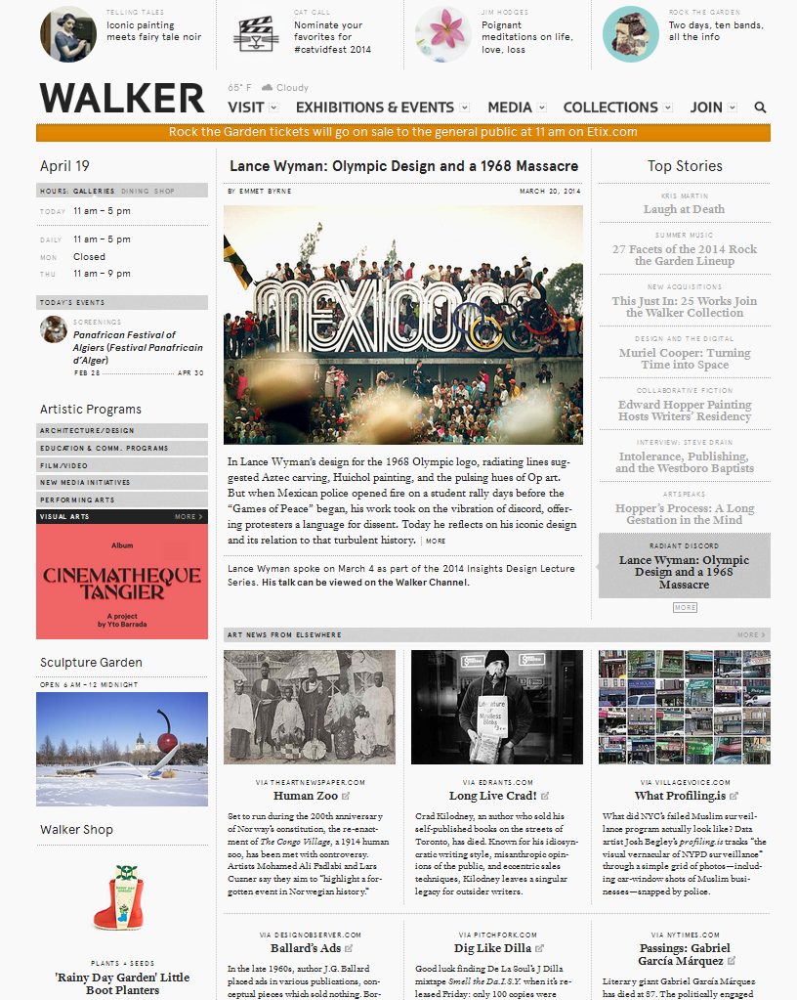 TELLING TALES
Iconic painting
meets fairy tale noir
CAT CALL
Nominate your
favorites for
#catvidfest 2014
JIM HODGES
Poignant
meditations on life,
love, loss
ROCK THE GARDEN
Two days, ten bands,
all the info
WALKER
65° F Cloudy
VISIT EXHIBITIONS & EVENTS MEDIA COLLECTIONS JOIN
Rock the Garden tickets will go on sale to the general public at 11 am on Etix.com
April 19
HOURS: GALLERIES DINING SHOP
TODAY 11 am – 5 pm
DAILY 11 am – 5 pm
MON Closed
THU 11 am – 9 pm
TODAY'S EVENTS
SCREENINGS
Panafrican Festival of
Algiers (Festival Panafricain
d'Alger)
FEB 28 APR 30
Artistic Programs
ARCHITECTURE/DESIGN
EDUCATION & COMM. PROGRAMS
FILM/VIDEO
NEW MEDIA INITIATIVES
PERFORMING ARTS
VISUAL ARTS MORE >
Album
CINEMATHEQUE
TANGIER
A project
by Yto Barrada
Sculpture Garden
OPEN 6 AM – 12 MIDNIGHT
Walker Shop
PLANTS + SEEDS
'Rainy Day Garden' Little
Boot Planters
Lance Wyman: Olympic Design and a 1968 Massacre
BY EMMET BYRNE MARCH 20, 2014
MEXICO68
In Lance Wyman's design for the 1968 Olympic logo, radiating lines sug-
gested Aztec carving, Huichol painting, and the pulsing hues of Op art.
But when Mexican police opened fire on a student rally days before the
“Games of Peace” began, his work took on the vibration of discord, offer-
ing protesters a language for dissent. Today he reflects on his iconic design
and its relation to that turbulent history. MORE
Lance Wyman spoke on March 4 as part of the 2014 Insights Design Lecture
Series. His talk can be viewed on the Walker Channel.
Top Stories
KRIS MARTIN
Laugh at Death
SUMMER MUSIC
27 Facets of the 2014 Rock
the Garden Lineup
NEW ACQUISITIONS
This Just In: 25 Works Join
the Walker Collection
DESIGN AND THE DIGITAL
Muriel Cooper: Turning
Time into Space
COLLABORATIVE FICTION
Edward Hopper Painting
Hosts Writers' Residency
INTERVIEW: STEVE DRAIN
Intolerance, Publishing,
and the Westboro Baptists
ARTSPEAKS
Hopper's Process: A Long
Gestation in the Mind
RADIANT DISCORD
Lance Wyman: Olympic
Design and a 1968
Massacre
MORE
ART NEWS FROM ELSEWHERE MORE >
Literature
for
Mindless
Blobs
VIA THEARTNEWSPAPER.COM
Human Zoo
Set to run during the 200th anniversary
of Norway's constitution, the re-enact-
ment of The Congo Village, a 1914 human
zoo, has been met with controversy.
Artists Mohamed Ali Fadlabi and Lars
Cuzner say they aim to “highlight a for-
gotten event in Norwegian history.”
VIA EDRANTS.COM
Long Live Crad!
Crad Kilodney, an author who sold his
self-published books on the streets of
Toronto, has died. Known for his idiosyn-
cratic writing style, misanthropic opin-
ions of the public, and eccentric sales
techniques, Kilodney leaves a singular
legacy for outsider writers.
VIA VILLAGEVOICE.COM
What Profiling.is
What did NYC's failed Muslim surveil-
lance program actually look like? Data
artist Josh Begley's profiling.is tracks “the
visual vernacular of NYPD surveillance”
through a simple grid of photos—includ-
ing car-window shots of Muslim busi-
nesses—snapped by police.
VIA DESIGNOBSERVER.COM
Ballard's Ads
In the late 1960s, author J.G. Ballard
placed ads in various publications, con-
ceptual pieces which sold nothing. Bor-
VIA PITCHFORK.COM
Dig Like Dilla
Good luck finding De La Soul's J Dilla
mixtape Smell the Da.I.S.Y. when it's re-
leased Friday: only 100 copies were
VIA NYTIMES.COM
Passings: Gabriel
García Márquez
Literary giant Gabriel García Márquez
has died at 87. The politically engaged